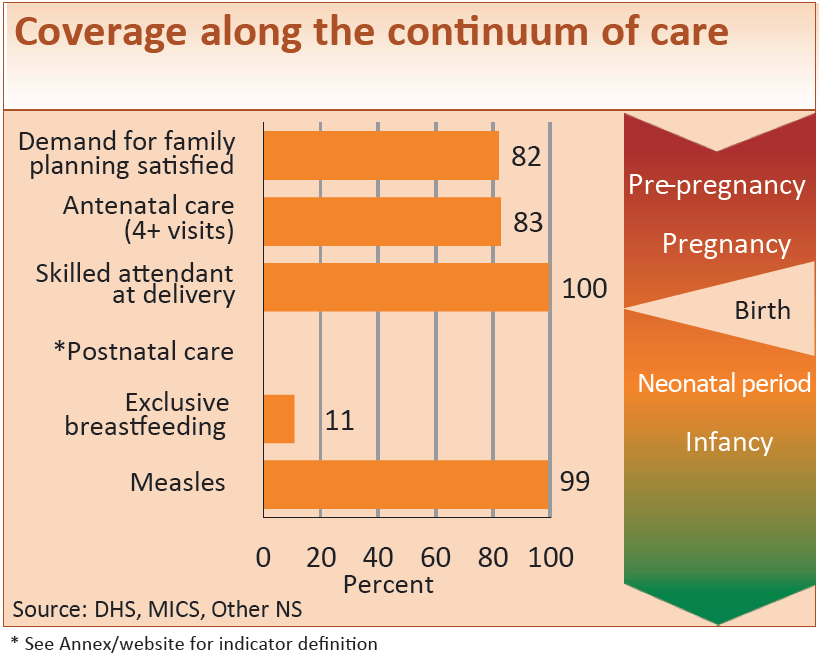 Coverage along the continuum of care
Demand for family
planning satisfied
82
Antenatal care
(4+ visits)
83
Skilled attendant
at delivery
100
*Postnatal care
Exclusive
breastfeeding
11
Measles
99
0 20 40 60 80 100
Percent
Pre-pregnancy
Pregnancy
Birth
Neonatal period
Infancy
Source: DHS, MICS, Other NS
* See Annex/website for indicator definition